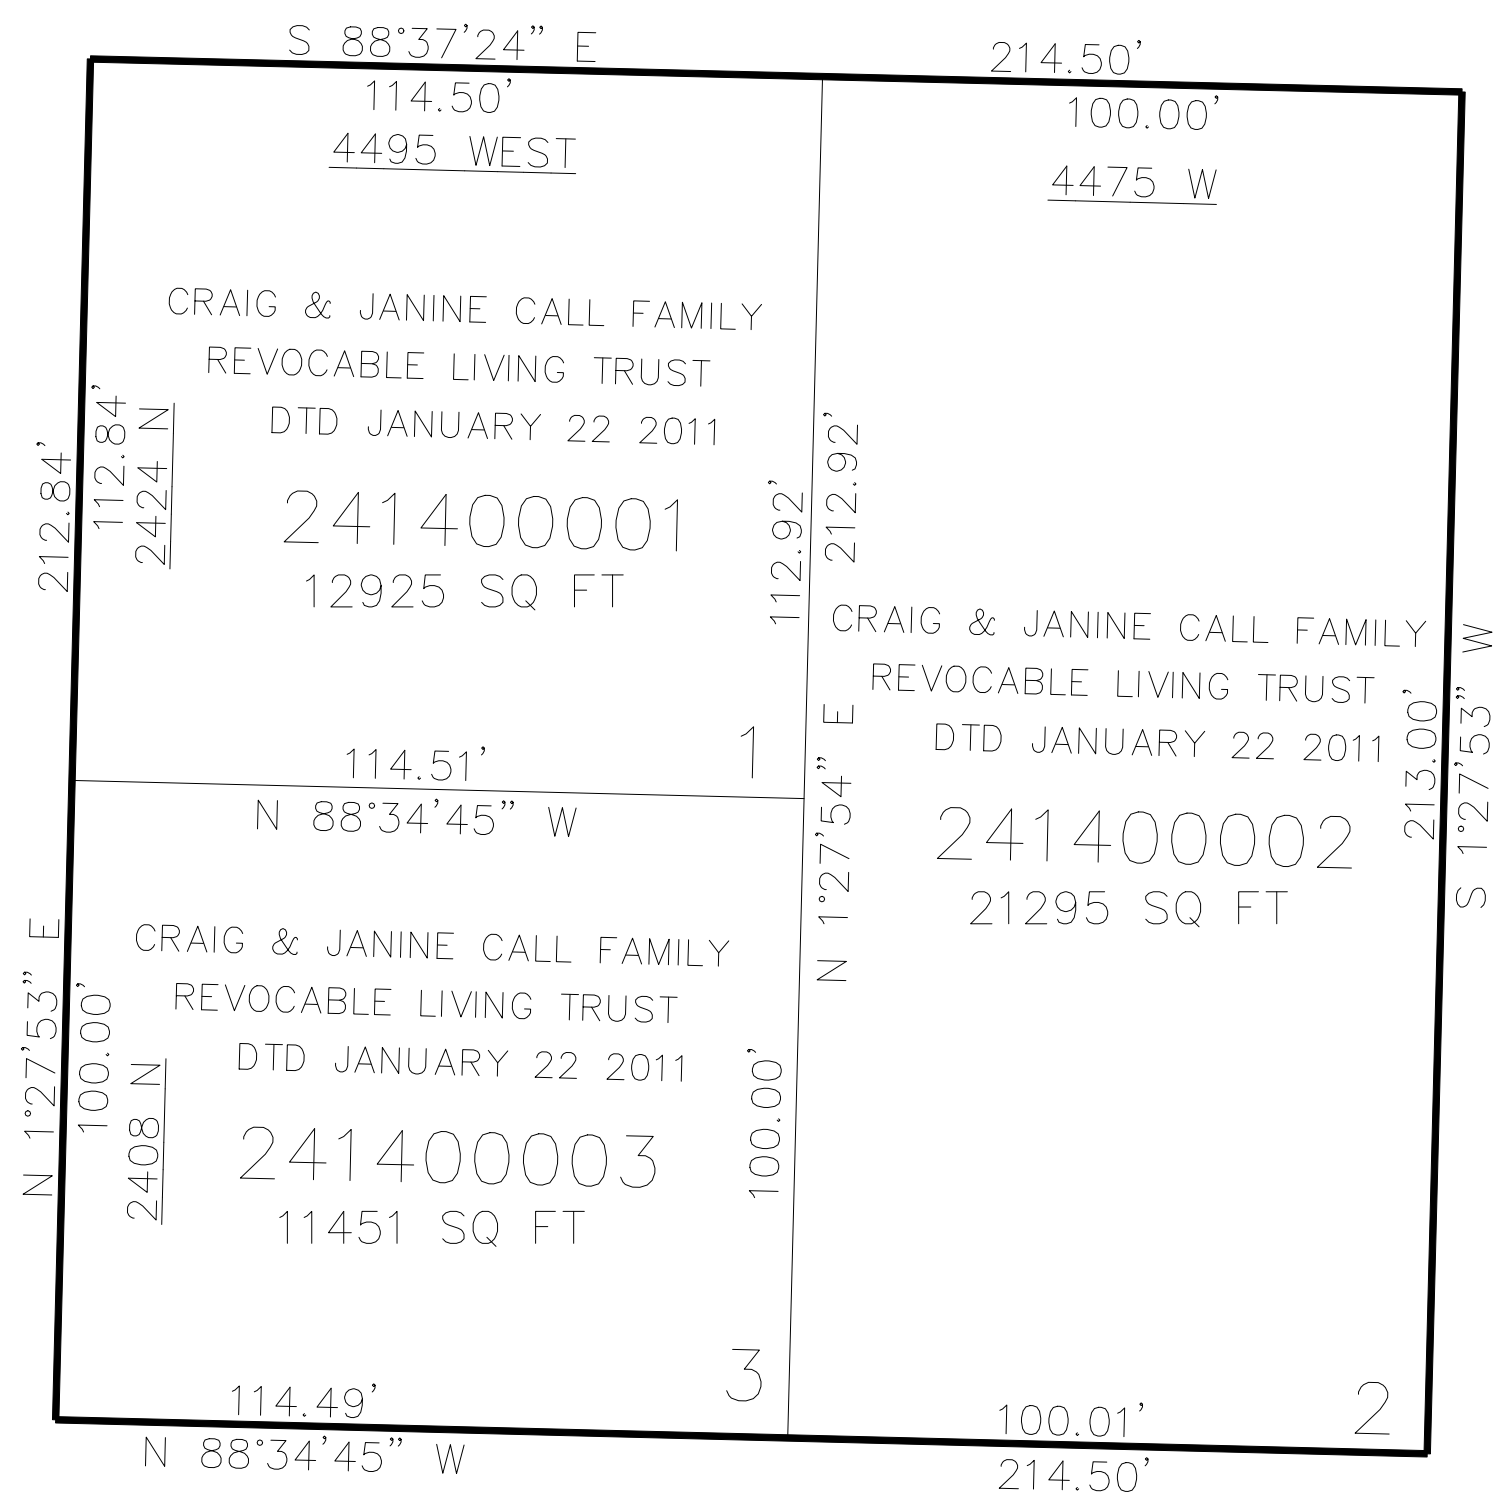 S 88°37'24" E
214.50'
114.50'
4495 WEST
100.00'
4475 W
CRAIG & JANINE CALL FAMILY
REVOCABLE LIVING TRUST
DTD JANUARY 22 2011
241400001
12925 SQ FT
212.84'
112.84'
2424 N
112.92'
212.92'
1
114.51'
N 88°34'45" W
CRAIG & JANINE CALL FAMILY
REVOCABLE LIVING TRUST
DTD JANUARY 22 2011
241400002
21295 SQ FT
N 1°27'54" E
213.00'
S 1°27'53" W
CRAIG & JANINE CALL FAMILY
REVOCABLE LIVING TRUST
DTD JANUARY 22 2011
241400003
11451 SQ FT
N 1°27'53" E
100.00'
2408 N
100.00'
3
2
114.49'
100.01'
N 88°34'45" W
214.50'